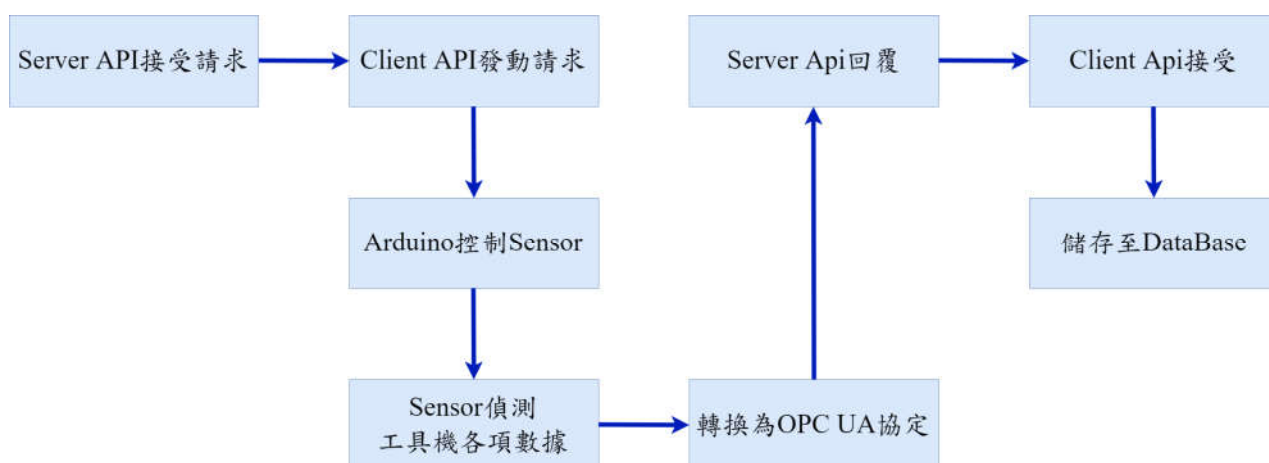 Server API接受請求
Client API發動請求
Server Api回覆
Client Api接受
Arduino控制Sensor
儲存至DataBase
Sensor偵測
工具機各項數據
轉換為OPC UA協定